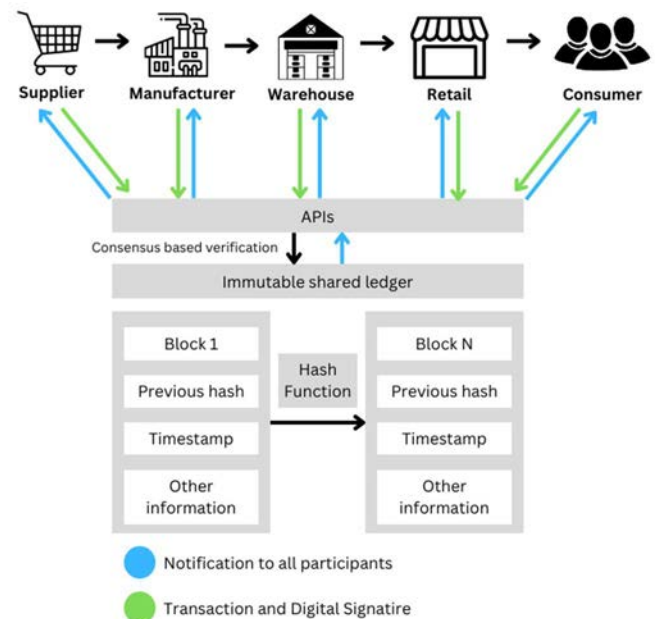 Supplier Manufacturer Warehouse Retail Consumer
APIs
Consensus based verification
Immutable shared ledger
Block 1
Previous hash
Timestamp
Other
information
Hash
Function
Block N
Previous hash
Timestamp
Other
information
Notification to all participants
Transaction and Digital Signatire